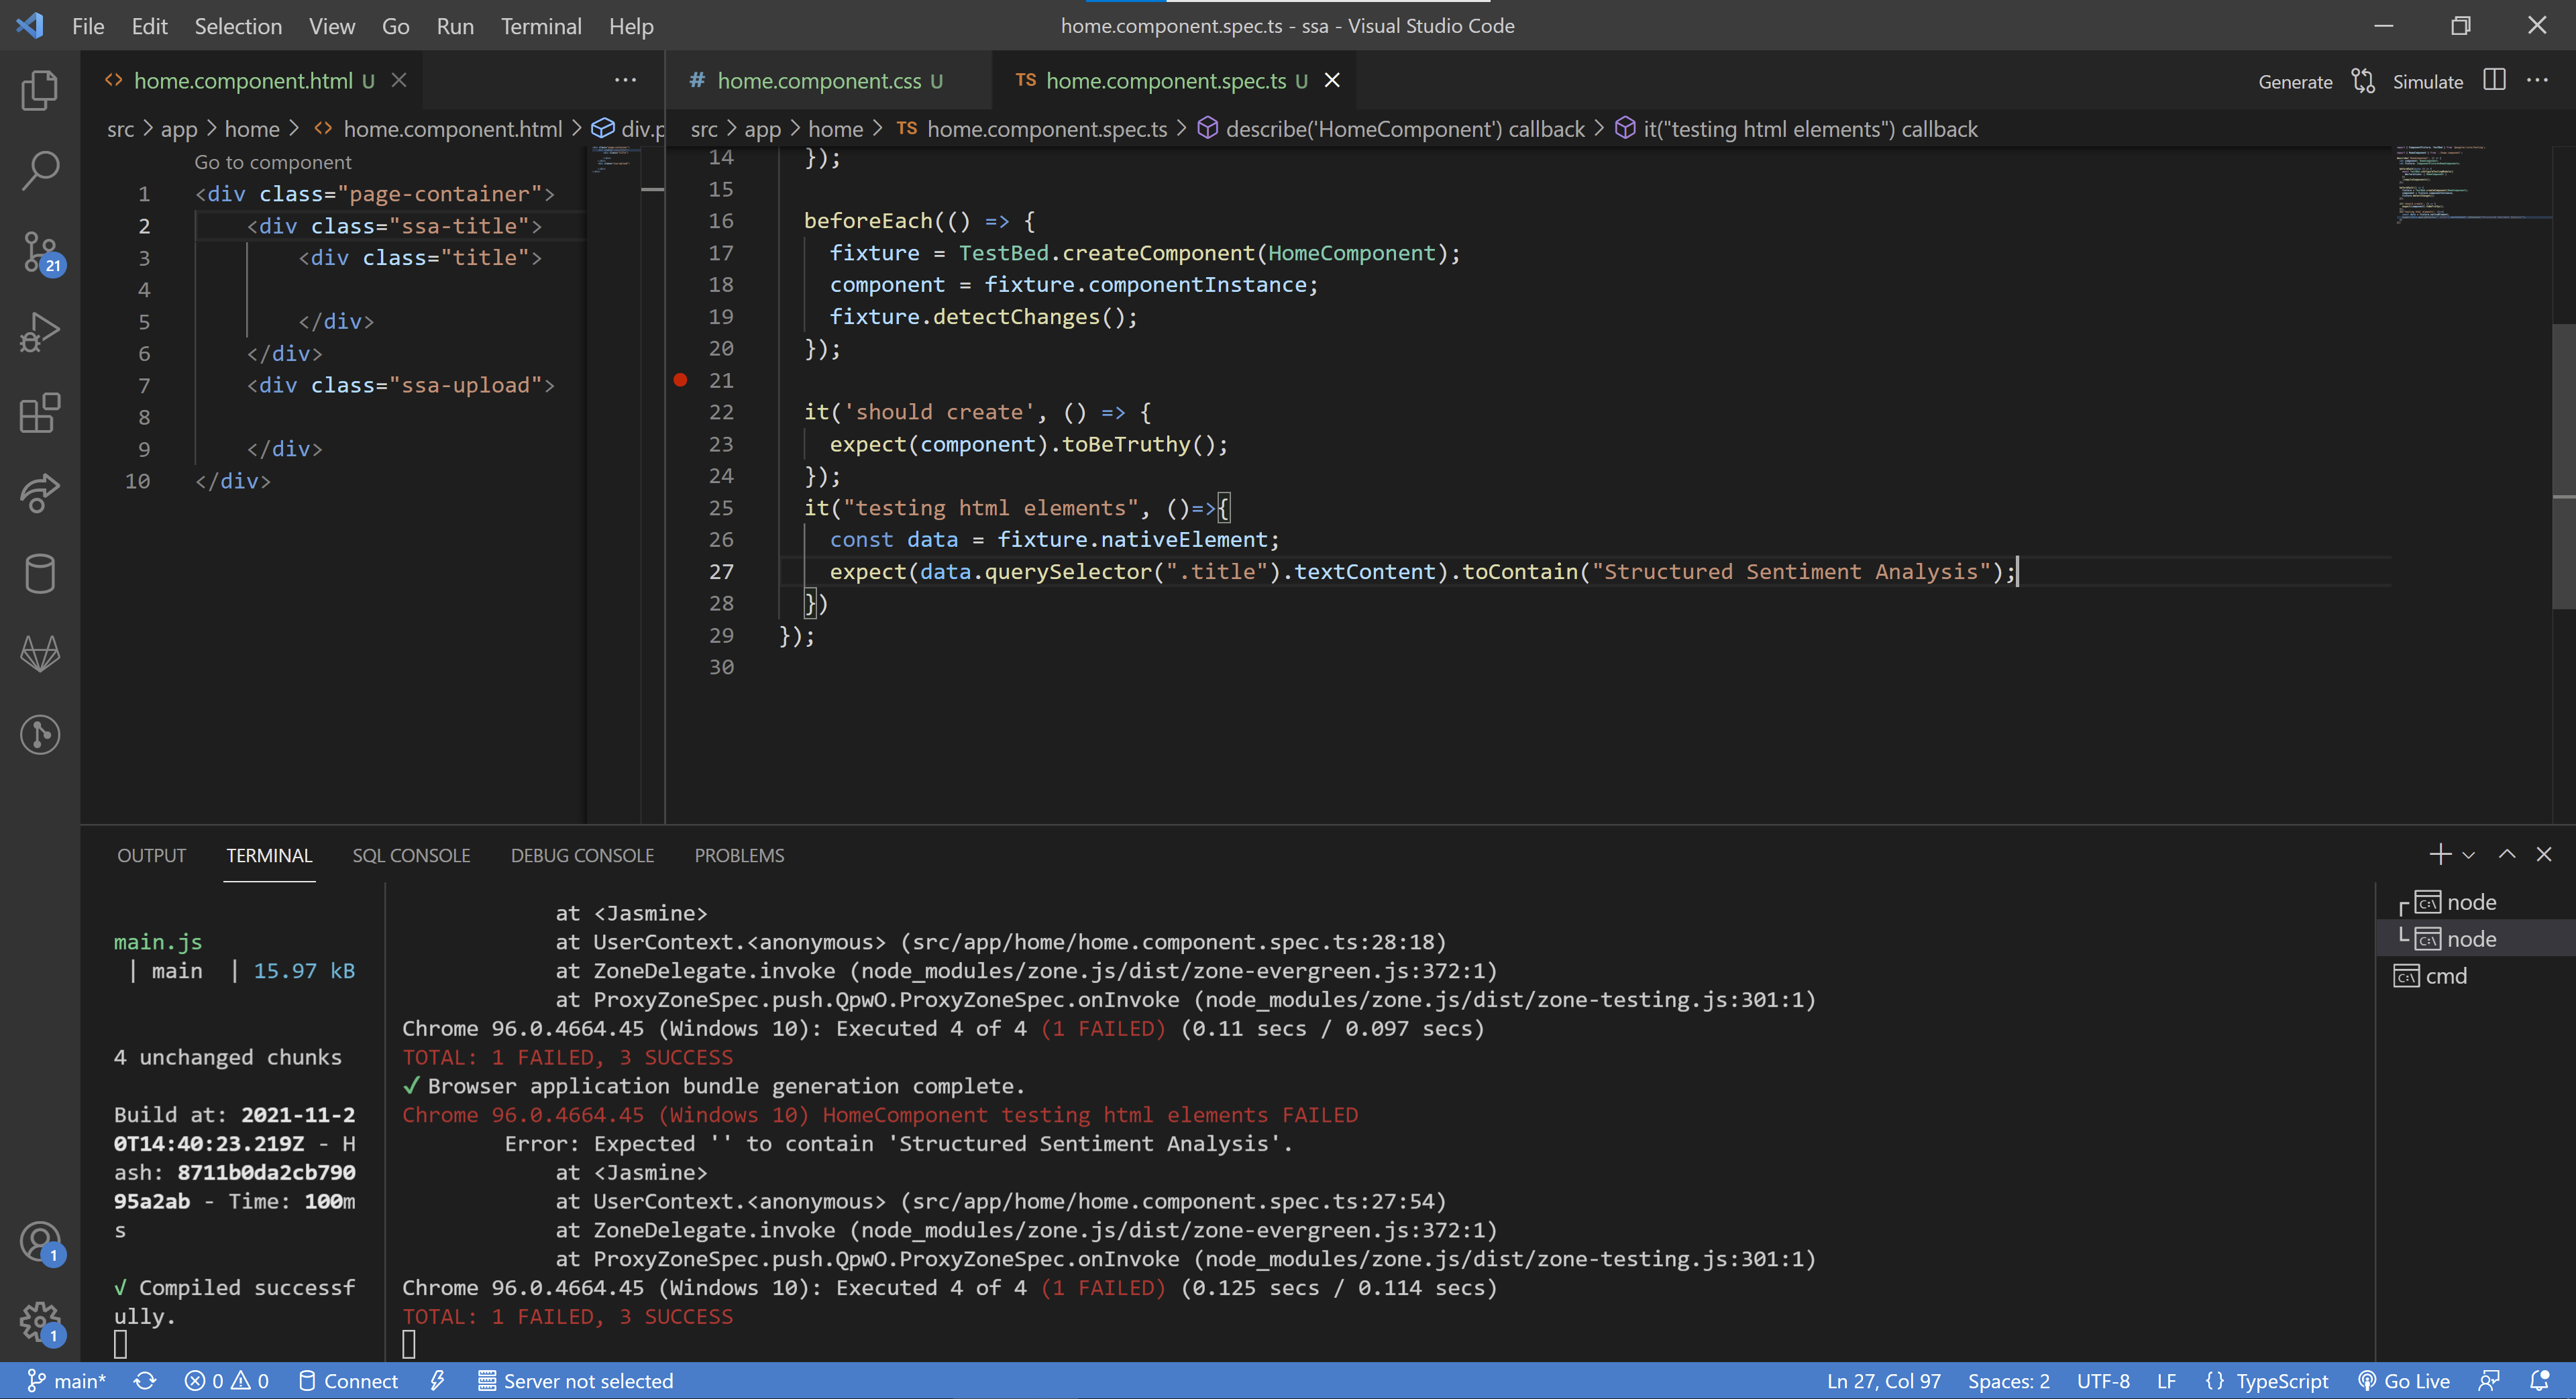 File Edit Selection View Go Run Terminal Help
home.component.spec.ts - ssa - Visual Studio Code
home.component.html U
# home.component.css U
TS home.component.spec.ts U
Generate
Simulate
src > app > home > home.component.html > div.p
src > app > home > TS home.component.spec.ts > describe('HomeComponent') callback > it("testing html elements") callback
Go to component
1 <div class="page-container">
2 <div class="ssa-title">
3 <div class="title">
4
5 </div>
6 </div>
7 <div class="ssa-upload">
8
9 </div>
10 </div>
14 });
15
16 beforeEach(() => {
17 fixture = TestBed.createComponent(HomeComponent);
18 component = fixture.componentInstance;
19 fixture.detectChanges();
20 });
21
22 it('should create', () => {
23 expect(component).toBeTruthy();
24 });
25 it("testing html elements", ()=>{
26 const data = fixture.nativeElement;
27 expect(data.querySelector(".title").textContent).toContain("Structured Sentiment Analysis");
28 })
29 });
30
21
1
1
OUTPUT TERMINAL SQL CONSOLE DEBUG CONSOLE PROBLEMS
main.js
| main | 15.97 kB
4 unchanged chunks
Build at: 2021-11-2
0T14:40:23.219Z - H
ash: 8711b0da2cb790
95a2ab - Time: 100m
s
√ Compiled successf
ully.
at <Jasmine>
at UserContext.<anonymous> (src/app/home/home.component.spec.ts:28:18)
at ZoneDelegate.invoke (node_modules/zone.js/dist/zone-evergreen.js:372:1)
at ProxyZoneSpec.push.QpwO.ProxyZoneSpec.onInvoke (node_modules/zone.js/dist/zone-testing.js:301:1)
Chrome 96.0.4664.45 (Windows 10): Executed 4 of 4 (1 FAILED) (0.11 secs / 0.097 secs)
TOTAL: 1 FAILED, 3 SUCCESS
✓ Browser application bundle generation complete.
Chrome 96.0.4664.45 (Windows 10) HomeComponent testing html elements FAILED
Error: Expected '' to contain 'Structured Sentiment Analysis'.
at <Jasmine>
at UserContext.<anonymous> (src/app/home/home.component.spec.ts:27:54)
at ZoneDelegate.invoke (node_modules/zone.js/dist/zone-evergreen.js:372:1)
at ProxyZoneSpec.push.QpwO.ProxyZoneSpec.onInvoke (node_modules/zone.js/dist/zone-testing.js:301:1)
Chrome 96.0.4664.45 (Windows 10): Executed 4 of 4 (1 FAILED) (0.125 secs / 0.114 secs)
TOTAL: 1 FAILED, 3 SUCCESS
node
node
cmd
main* 0 0 Connect Server not selected
Ln 27, Col 97 Spaces: 2 UTF-8 LF {} TypeScript Go Live